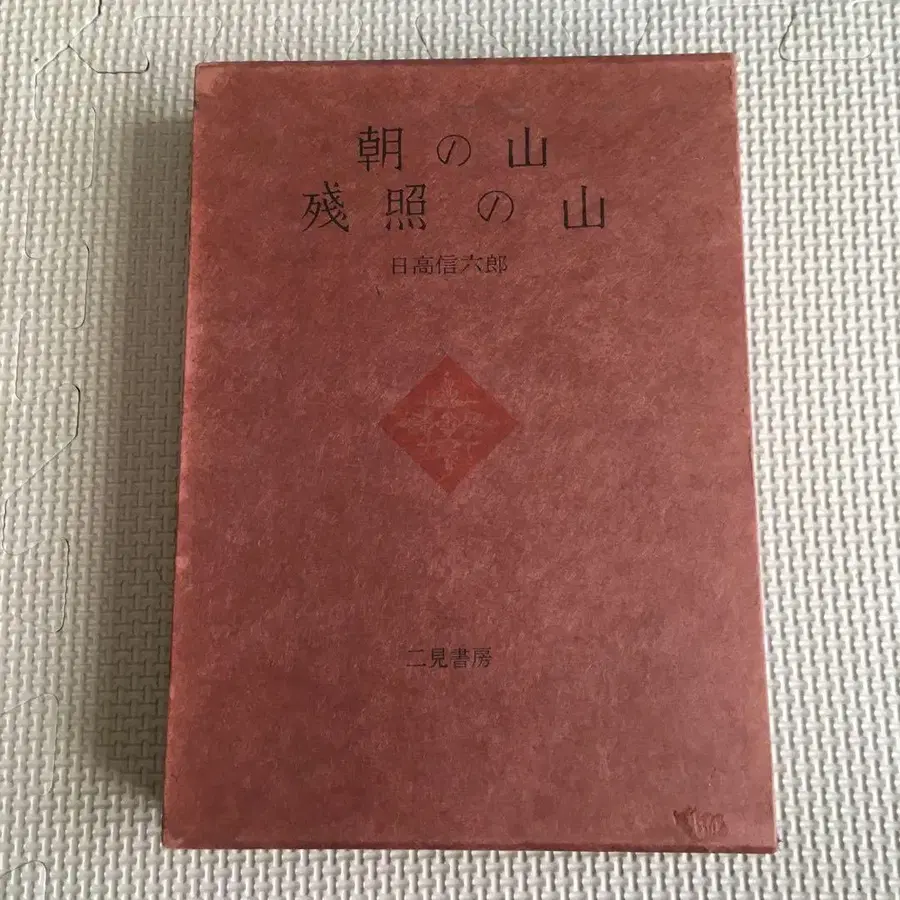 朝の山
残照の山
日高信六郎
二見書房